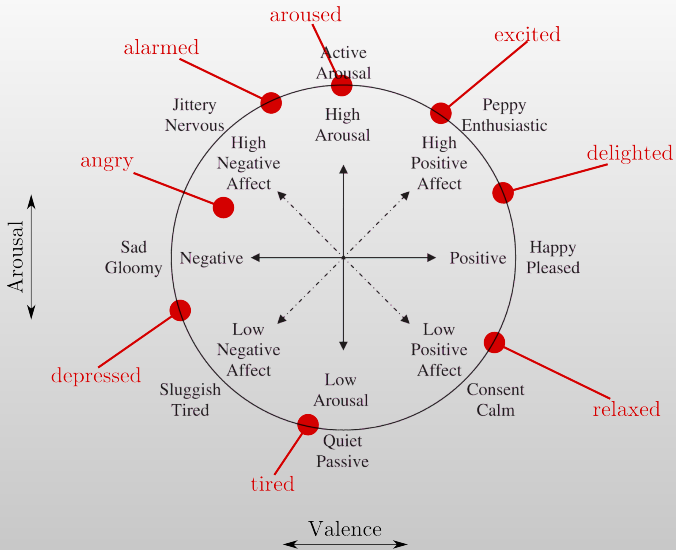 aroused
excited
alarmed
Active
Arousal
Jittery
Nervous
High
Arousal
Peppy
Enthusiastic
angry
High
Negative
Affect
High
Positive
Affect
delighted
Arousal
Sad
Gloomy
Negative
Positive
Happy
Pleased
depressed
Low
Negative
Affect
Low
Positive
Affect
Sluggish
Tired
Low
Arousal
Consent
Calm
relaxed
Quiet
Passive
tired
Valence